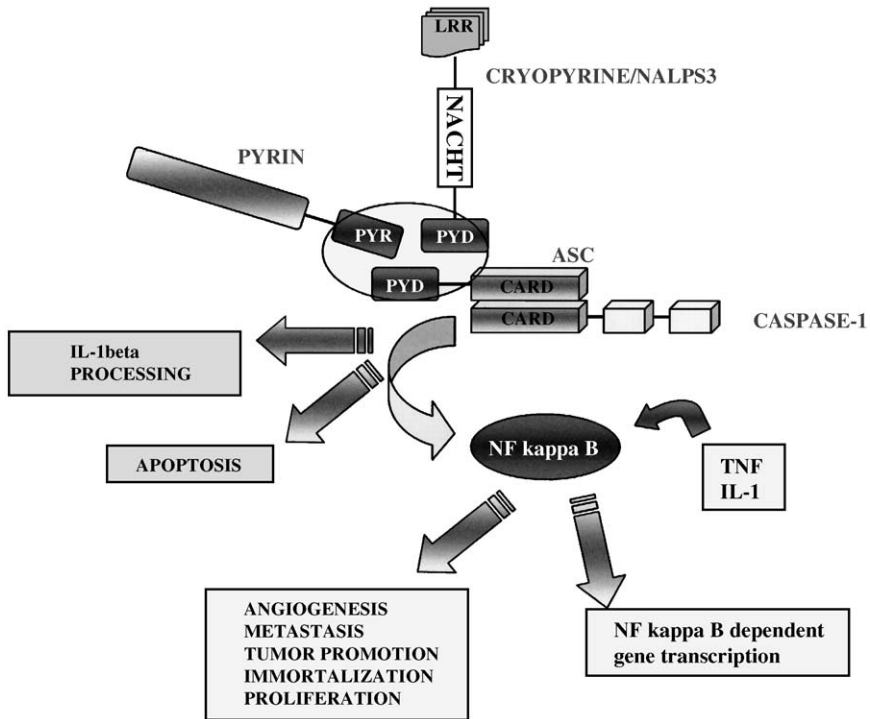 LRR
CRYOPYRINE/NALPS3
NACHT
PYRIN
PYR
PYD
ASC
PYD
CARD
CARD
CASPASE-1
IL-1beta
PROCESSING
APOPTOSIS
NF kappa B
TNF
IL-1
ANGIOGENESIS
METASTASIS
TUMOR PROMOTION
IMMORTALIZATION
PROLIFERATION
NF kappa B dependent
gene transcription